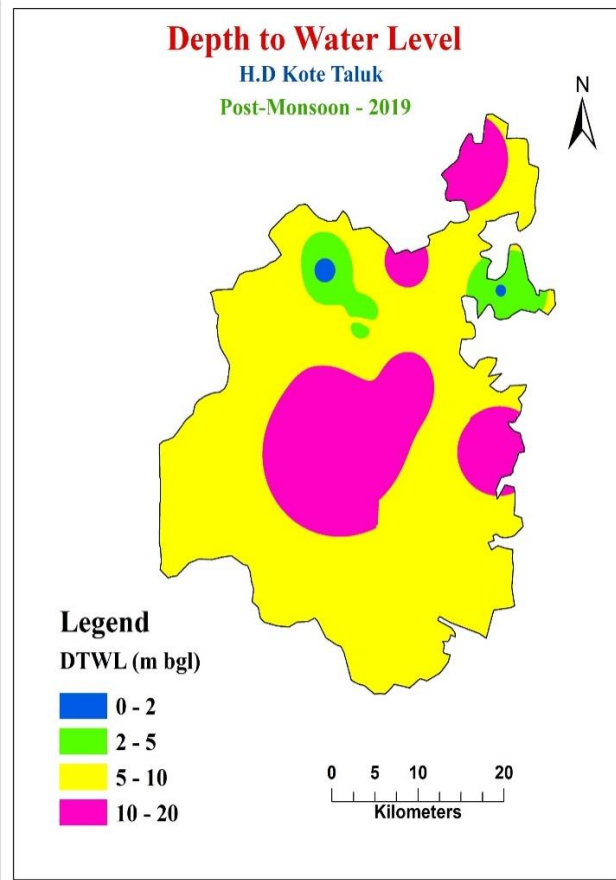 Depth to Water Level
H.D Kote Taluk
Post-Monsoon - 2019
N
Legend
DTWL (m bgl)
0 - 2
2 - 5
5 - 10
10 - 20
0 5 10 20
Kilometers